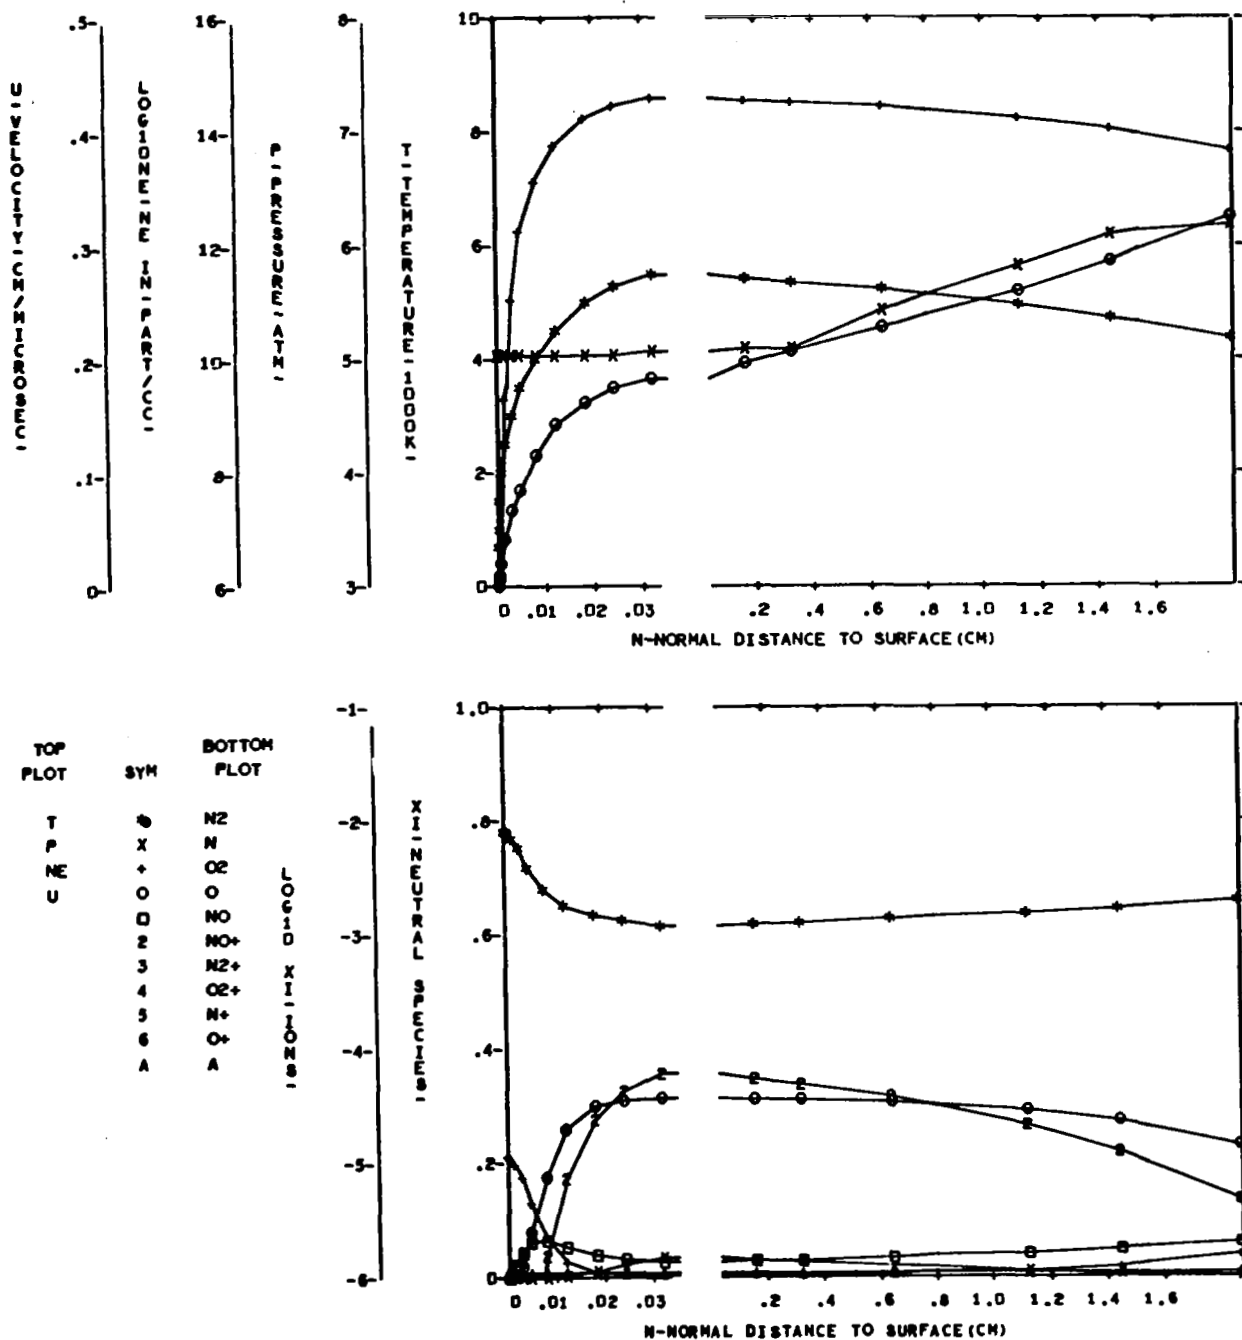 .5- 16- 8- 10-
.4- 14- 7- 8-
.3- 12- 6- 6-
.2- 10- 5- 4-
.1- 8- 4- 2-
0- 6- 3- 0-
U-VELOCITY-CM/MICROSEC-
LOG10NE-NE IN-PART/CC-
P-PRESSURE-ATM-
T-TEMPERATURE-1000K-
0 .01 .02 .03 .2 .4 .6 .8 1.0 1.2 1.4 1.6
N-NORMAL DISTANCE TO SURFACE(CM)
TOP PLOT SYM BOTTOM PLOT
T N2
P X N
NE + O2
U O O
□ NO
2 NO+
3 N2+
4 O2+
5 N+
6 O+
A A
LOG10 XI-IONS-
XI-NEUTRAL SPECIES-
-1- 1.0-
-2- .8-
-3- .6-
-4- .4-
-5- .2-
-6- 0-
0 .01 .02 .03 .2 .4 .6 .8 1.0 1.2 1.4 1.6
N-NORMAL DISTANCE TO SURFACE(CM)